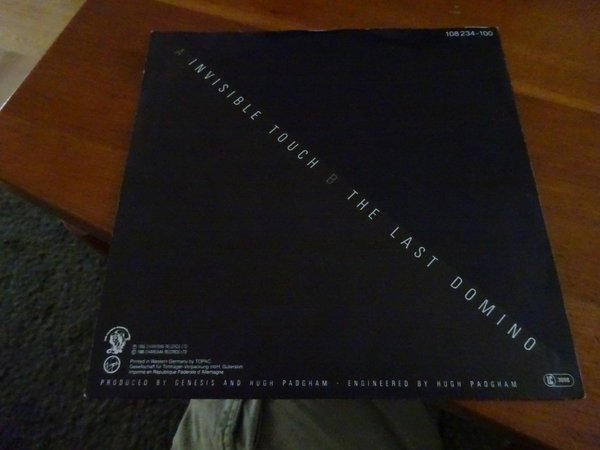 108 234-100
A INVISIBLE TOUCH B THE LAST DOMINO
℗ 1986 CHARISMA RECORDS LTD
© 1986 CHARISMA RECORDS LTD
Printed in Western Germany by TOPAC
Gesellschaft für Tonträger-Verpackung mbH, Gütersloh
Imprimé en République Fédérale d'Allemagne
PRODUCED BY GENESIS AND HUGH PADGHAM · ENGINEERED BY HUGH PADGHAM